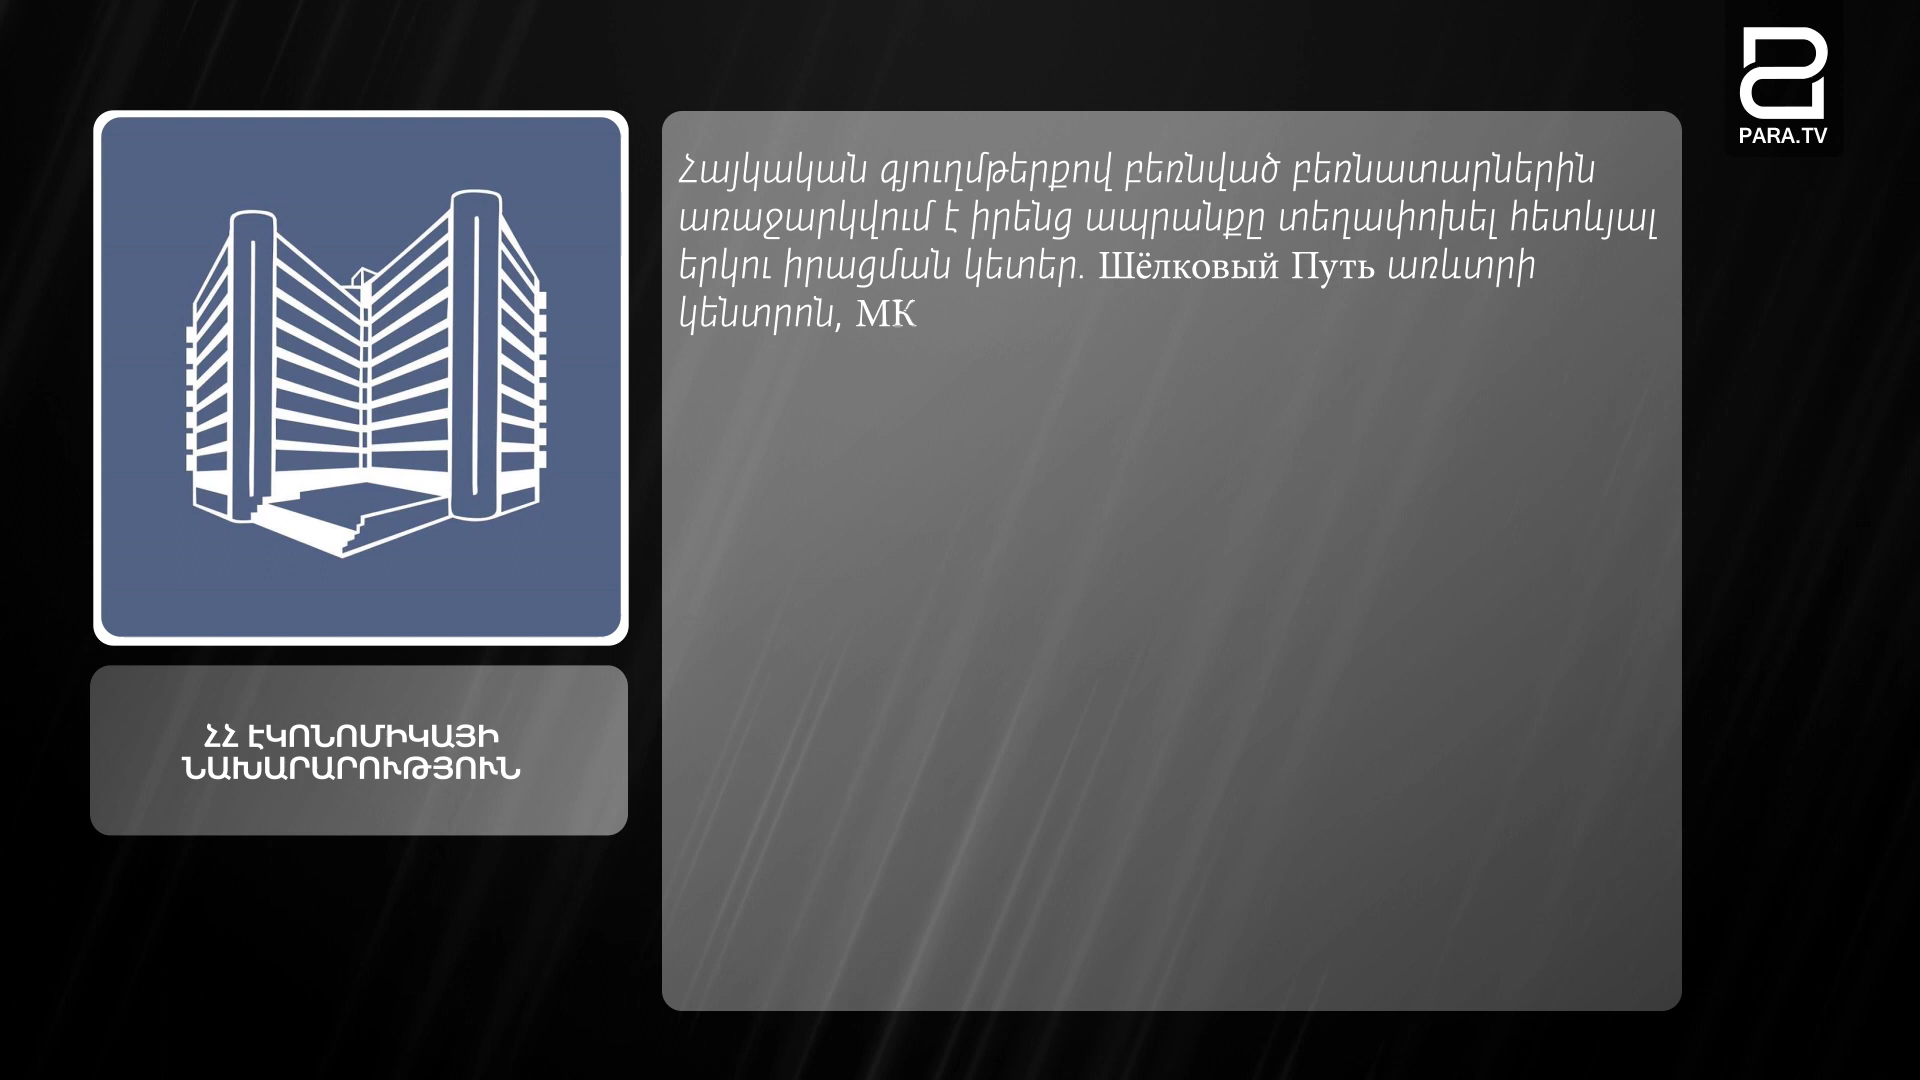 PARA.TV
Հայկական գյուղմթերքով բեռնված բեռնատարներին
առաջարկվում է իրենց ապրանքը տեղափոխել հետևյալ
երկու իրացման կետեր. Шёлковый Путь առևտրի
կենտրոն, МК
ՀՀ ԷԿՈՆՈՄԻԿԱՅԻ
ՆԱԽԱՐԱՐՈՒԹՅՈՒՆ